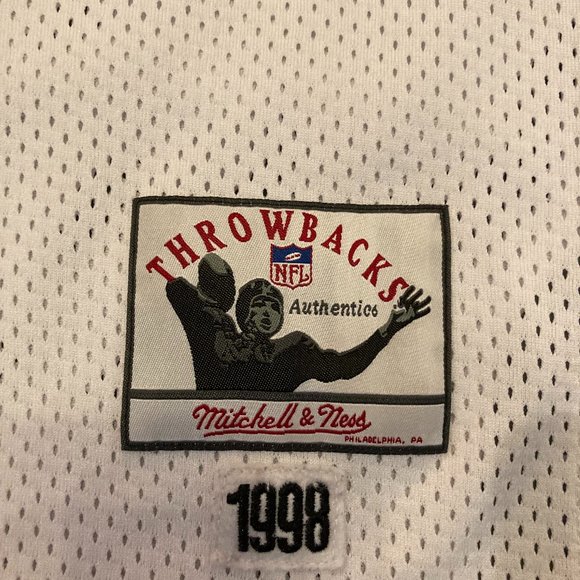 THROWBACKS
NFL
Authentics
Mitchell & Ness
PHILADELPHIA, PA
1998